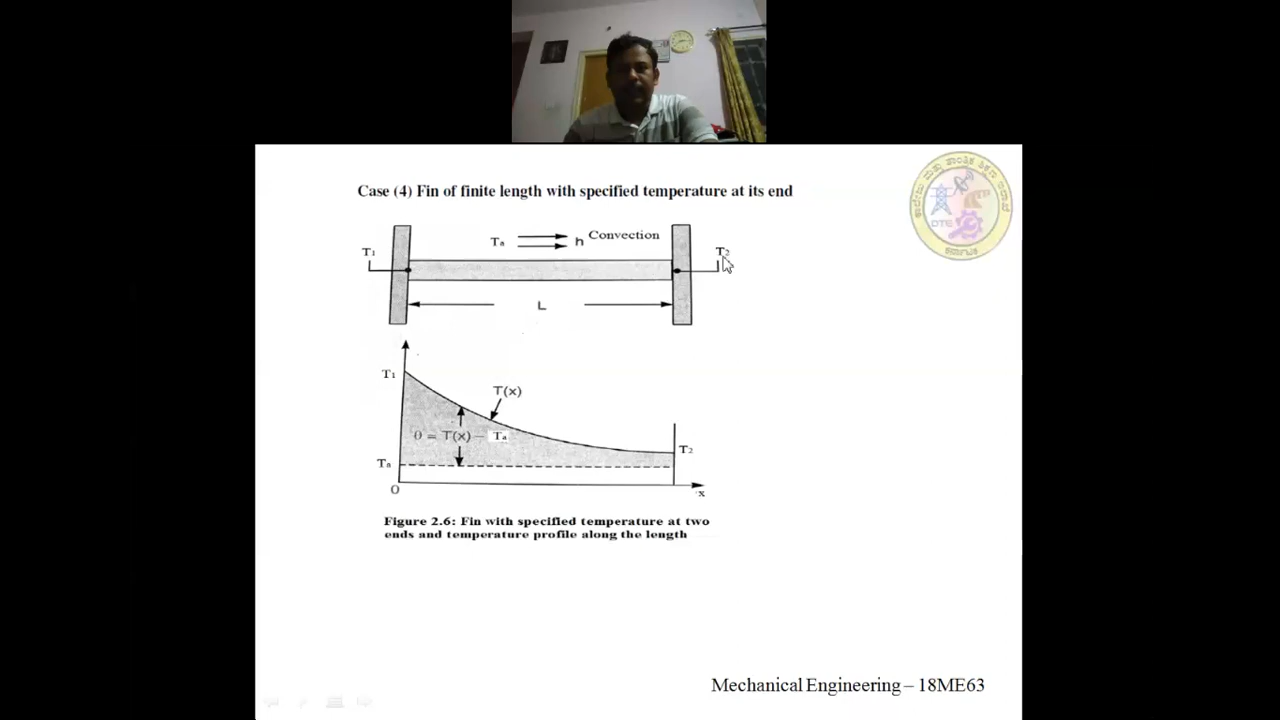 Case (4) Fin of finite length with specified temperature at its end
Tₐ h Convection
T₁
T₂
L
T₁
T(x)
θ = T(x) – Tₐ
T₂
Tₐ
O
x
Figure 2.6: Fin with specified temperature at two
ends and temperature profile along the length
DTE
Mechanical Engineering – 18ME63